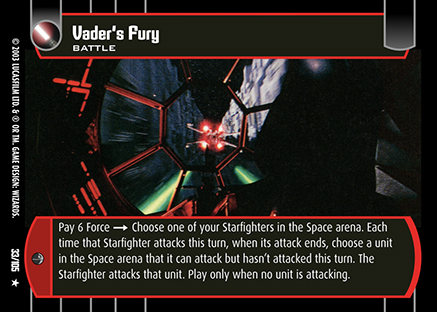 Vader's Fury
BATTLE
Pay 6 Force → Choose one of your Starfighters in the Space arena. Each
time that Starfighter attacks this turn, when its attack ends, choose a unit
in the Space arena that it can attack but hasn't attacked this turn. The
Starfighter attacks that unit. Play only when no unit is attacking.
© 2003 LUCASFILM LTD. & ® OR TM. GAME DESIGN: WIZARDS.
33/105 ★